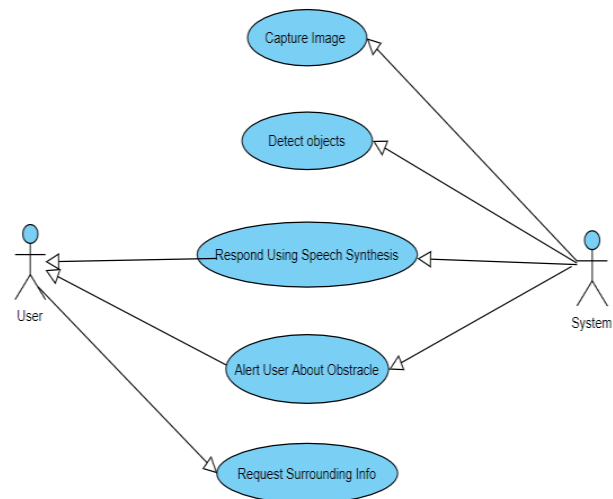 Capture Image
Detect objects
Respond Using Speech Synthesis
User
System
Alert User About Obstracle
Request Surrounding Info